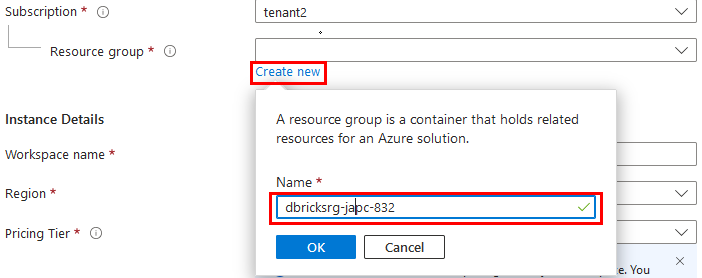 Subscription *
tenant2
Resource group *
Create new
A resource group is a container that holds related
resources for an Azure solution.
Instance Details
Workspace name *
Name *
Region *
dbricksrg-japc-832
Pricing Tier *
OK
Cancel
ce. You